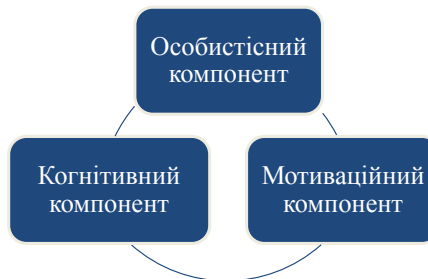 Особистісний
компонент
Когнітивний
компонент
Мотиваційний
компонент